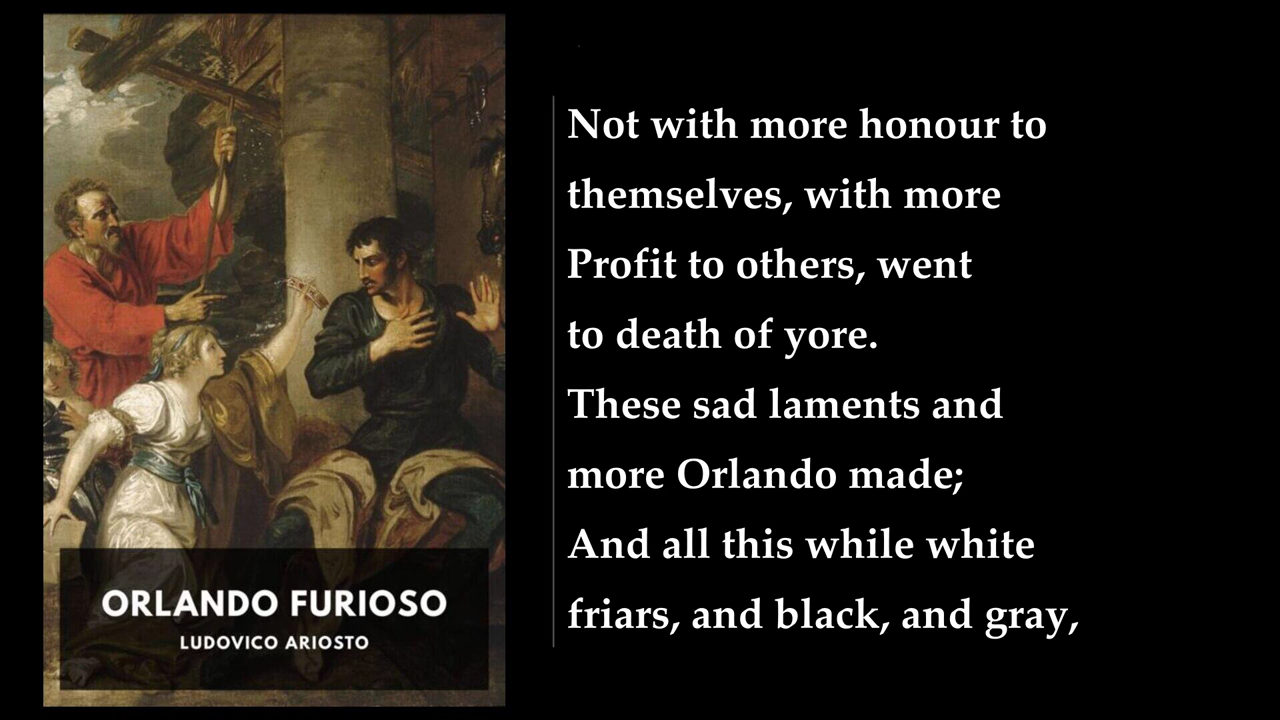 Not with more honour to
themselves, with more
Profit to others, went
to death of yore.
These sad laments and
more Orlando made;
And all this while white
friars, and black, and gray,
ORLANDO FURIOSO
LUDOVICO ARIOSTO